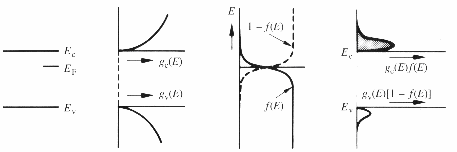 E_c
E_F
E_v
g_c(E)
g_v(E)
E
1−f(E)
f(E)
E_c
g_c(E)f(E)
g_v(E)[1−f(E)]
E_v